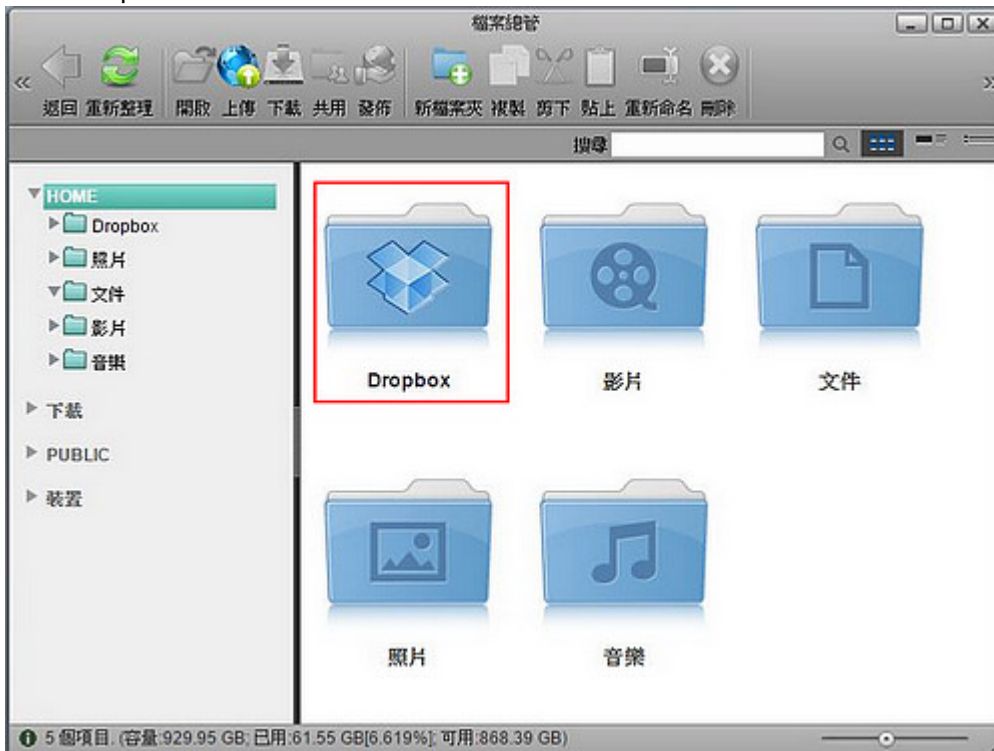 檔案總管
返回 重新整理 開啟 上傳 下載 共用 發佈 新檔案夾 複製 剪下 貼上 重新命名 刪除
搜尋
HOME
Dropbox
照片
文件
影片
音樂
下載
PUBLIC
裝置
Dropbox 影片 文件
照片 音樂
5 個項目. (容量:929.95 GB; 已用:61.55 GB[6.619%]; 可用:868.39 GB)